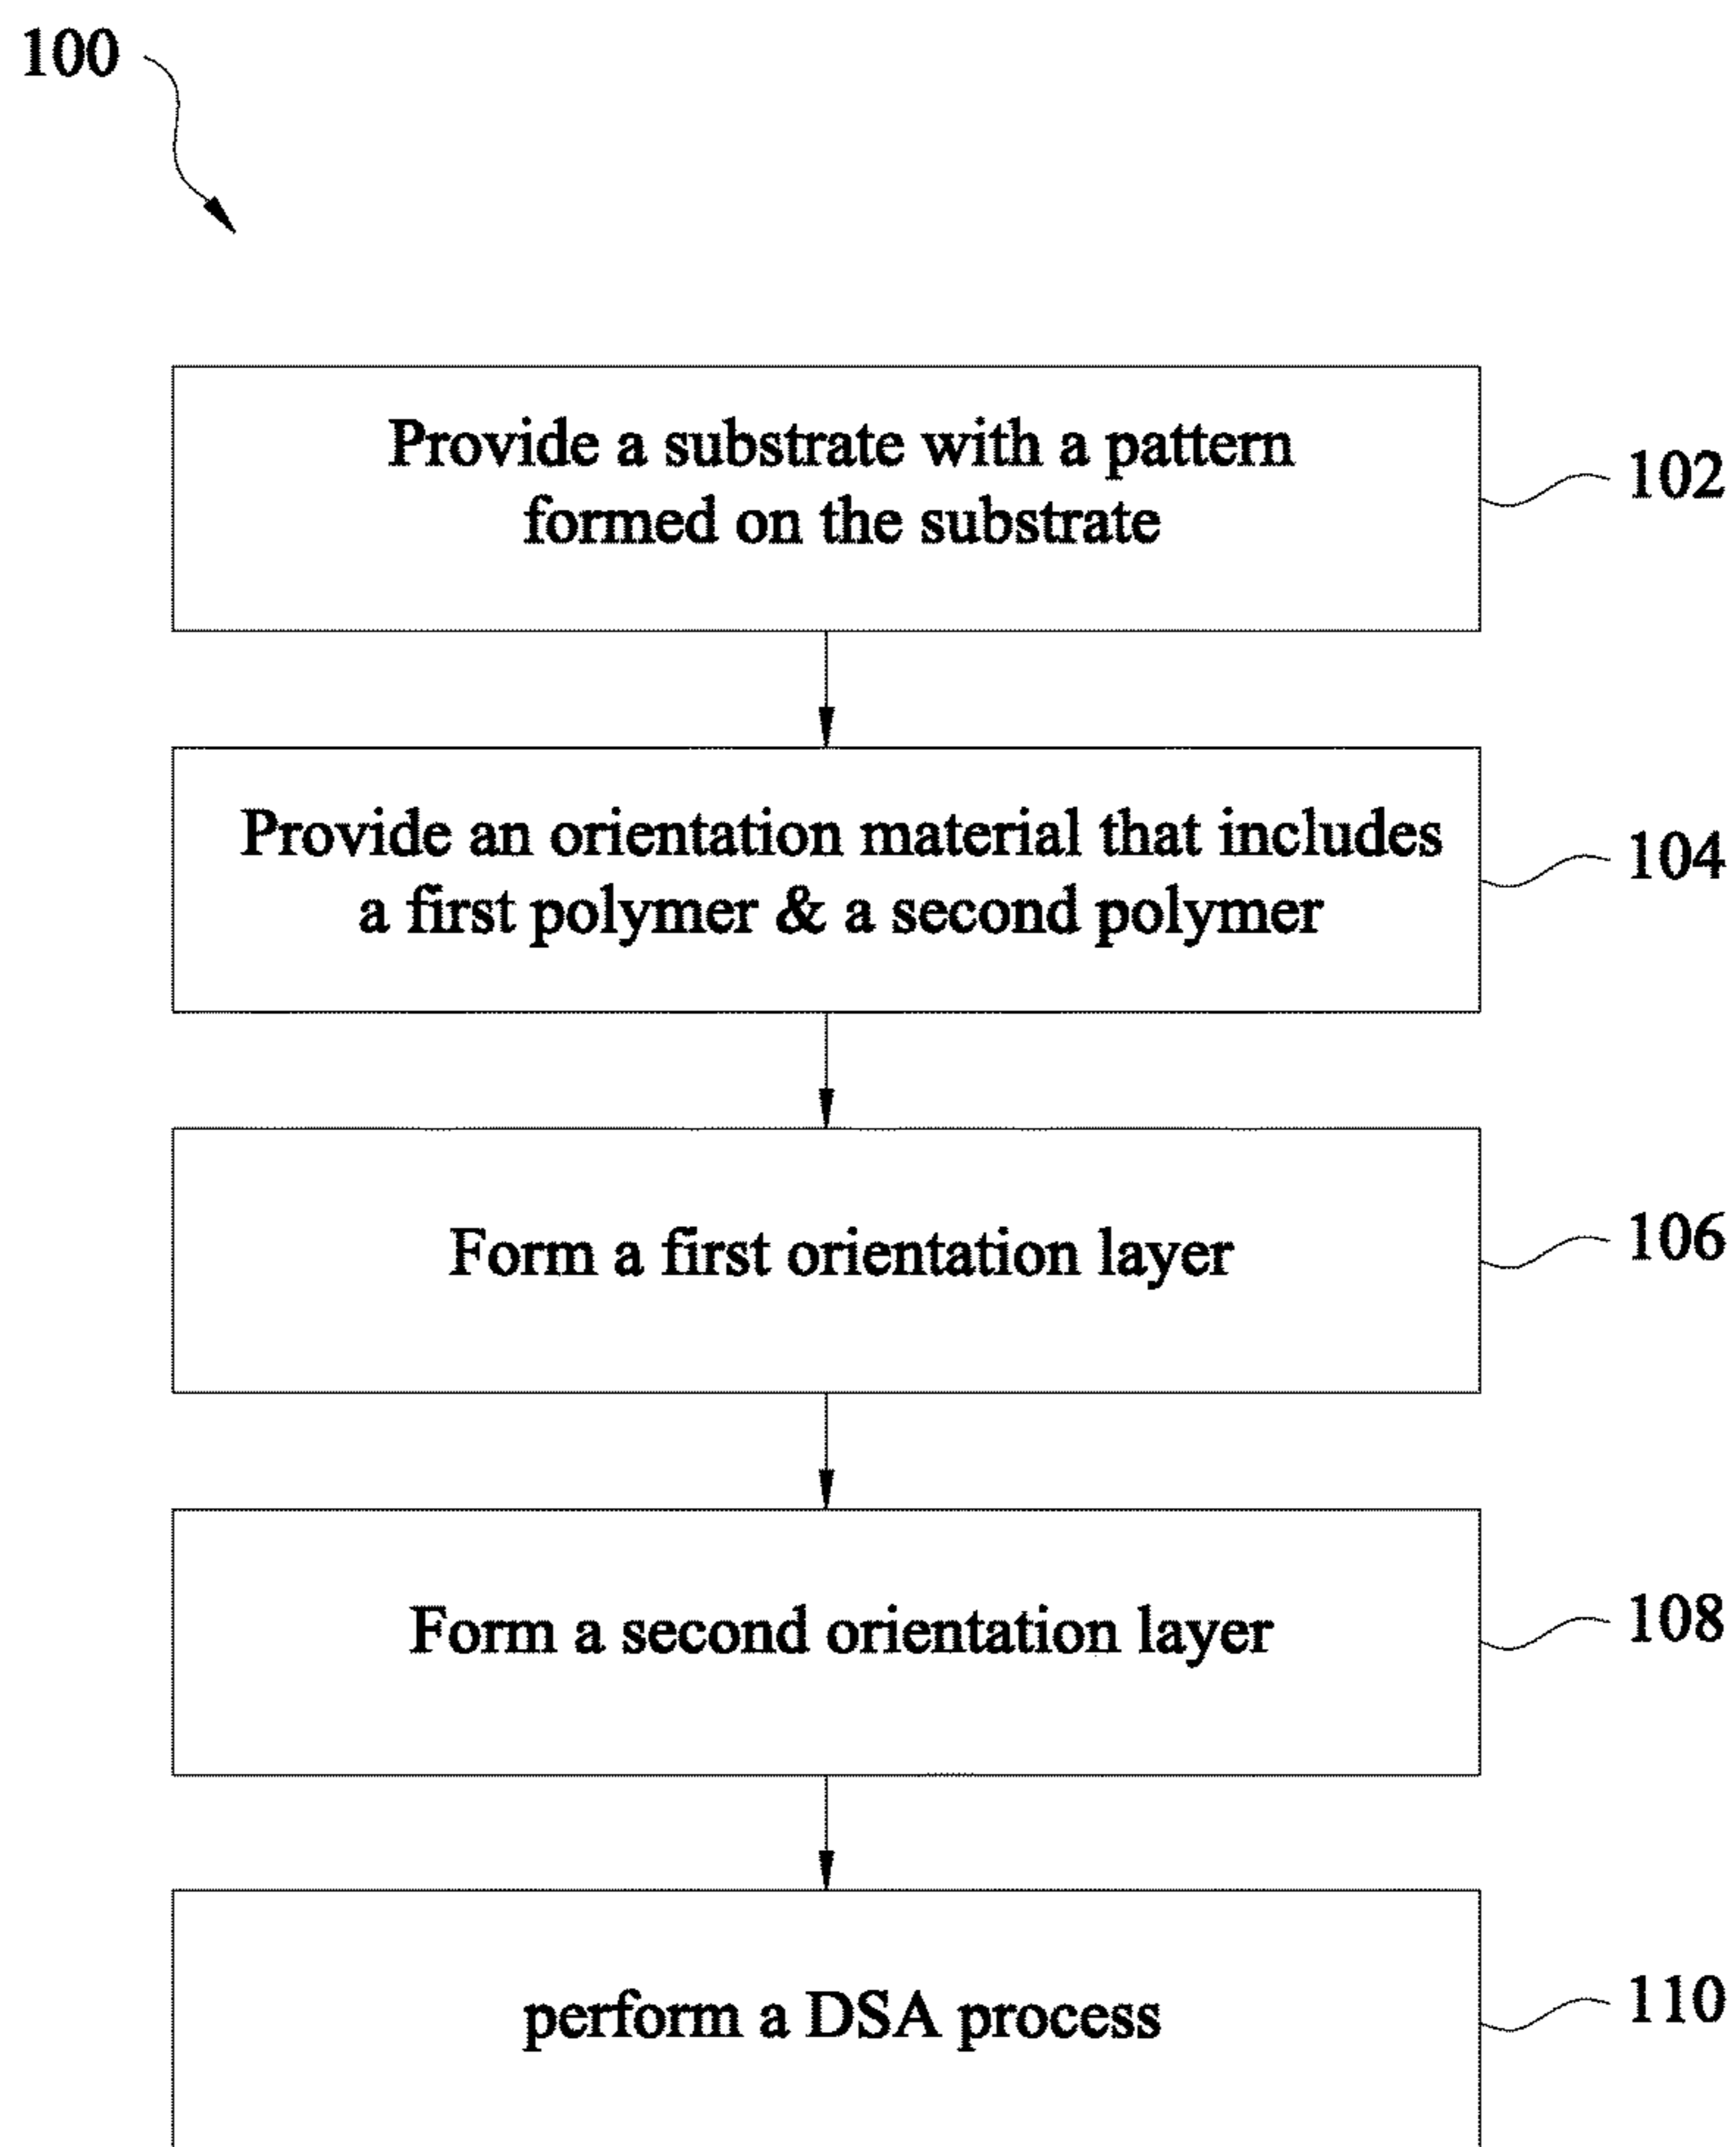 100
Provide a substrate with a pattern
formed on the substrate
102
Provide an orientation material that includes
a first polymer & a second polymer
104
Form a first orientation layer
106
Form a second orientation layer
108
perform a DSA process
110